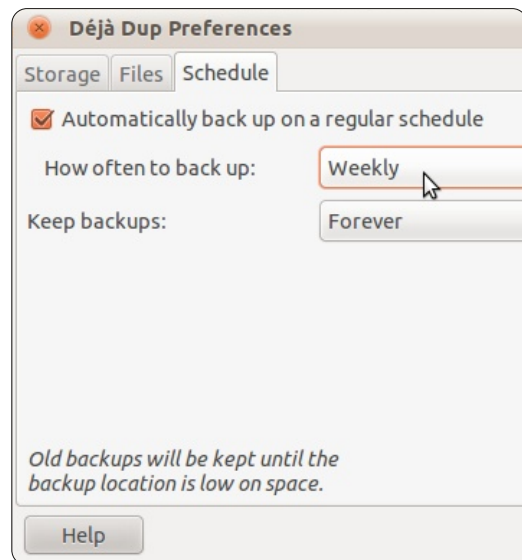 Déjà Dup Preferences
Storage Files Schedule
Automatically back up on a regular schedule
How often to back up: Weekly
Keep backups: Forever
Old backups will be kept until the
backup location is low on space.
Help